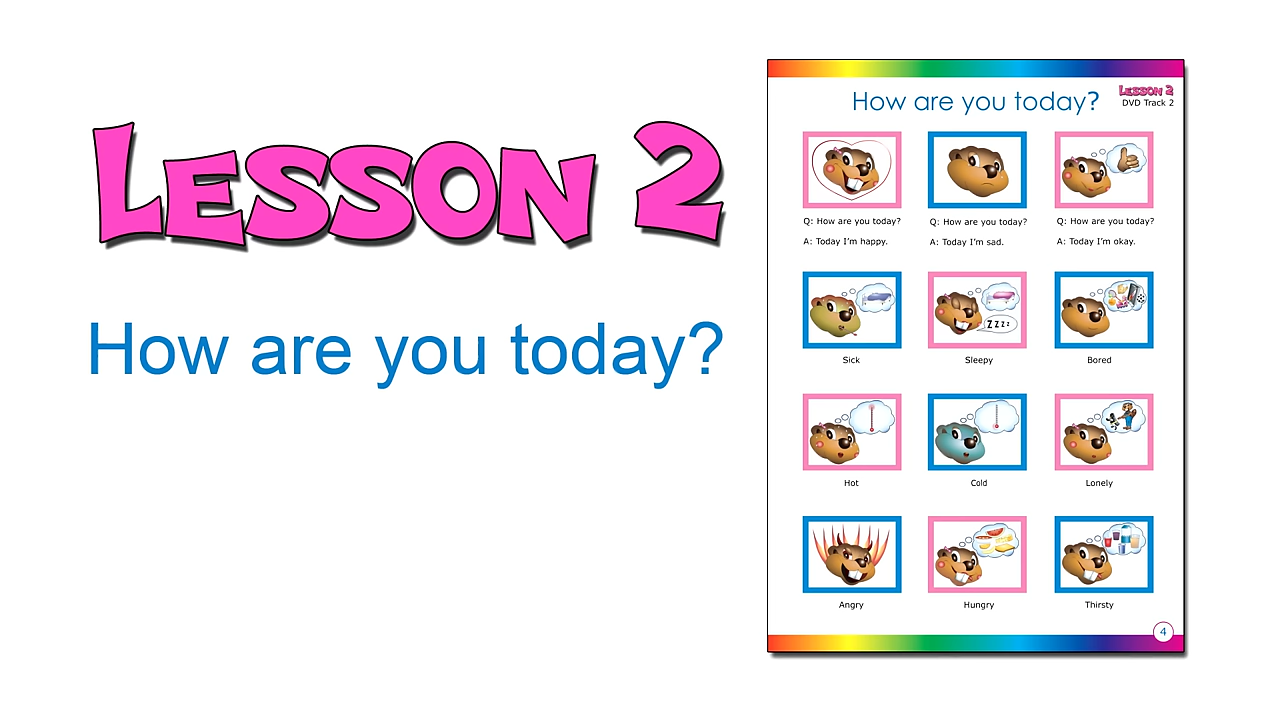 LESSON 2
How are you today?
How are you today?
LESSON 2
DVD Track 2
Q: How are you today?
A: Today I'm happy.
Q: How are you today?
A: Today I'm sad.
Q: How are you today?
A: Today I'm okay.
Zzzz
Sick
Sleepy
Bored
Hot
Cold
Lonely
Angry
Hungry
Thirsty
4